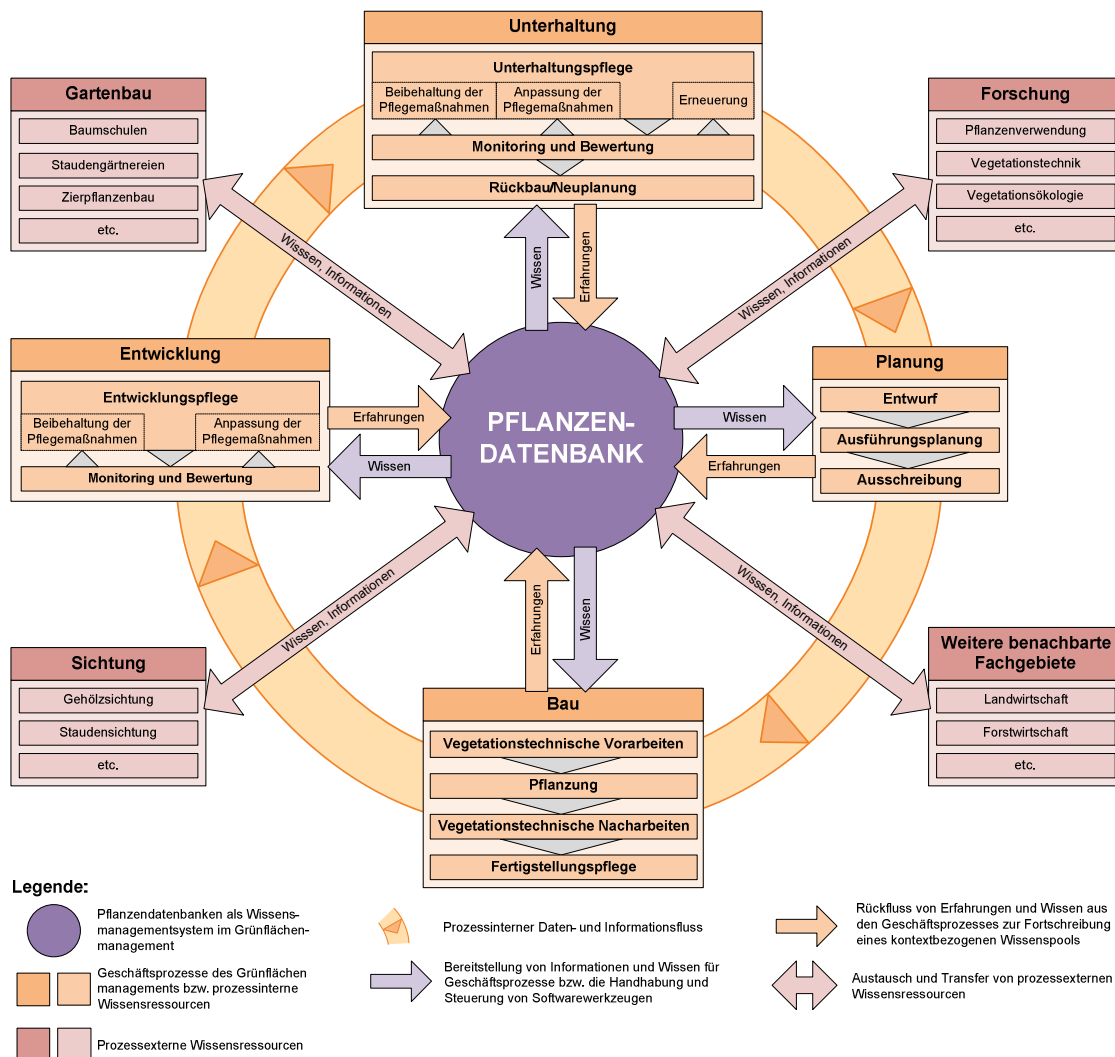 Unterhaltung
Unterhaltungspflege
Beibehaltung der
Pflegemaßnahmen
Anpassung der
Pflegemaßnahmen
Erneuerung
Monitoring und Bewertung
Rückbau/Neuplanung
Gartenbau
Baumschulen
Staudengärtnereien
Zierpflanzenbau
etc.
Forschung
Pflanzenverwendung
Vegetationstechnik
Vegetationsökologie
etc.
Wisssen, Informationen
Wissen
Erfahrungen
Wisssen, Informationen
Entwicklung
Entwicklungspflege
Beibehaltung der
Pflegemaßnahmen
Anpassung der
Pflegemaßnahmen
Monitoring und Bewertung
Erfahrungen
Wissen
PFLANZEN-
DATENBANK
Wissen
Erfahrungen
Planung
Entwurf
Ausführungsplanung
Ausschreibung
Wisssen, Informationen
Erfahrungen
Wissen
Wisssen, Informationen
Sichtung
Gehölzsichtung
Staudensichtung
etc.
Bau
Vegetationstechnische Vorarbeiten
Pflanzung
Vegetationstechnische Nacharbeiten
Fertigstellungspflege
Weitere benachbarte
Fachgebiete
Landwirtschaft
Forstwirtschaft
etc.
Legende:
Pflanzendatenbanken als Wissens-
managementsystem im Grünflächen-
management
Geschäftsprozesse des Grünflächen
managements bzw. prozessinterne
Wissensressourcen
Prozessexterne Wissensressourcen
Prozessinterner Daten- und Informationsfluss
Bereitstellung von Informationen und Wissen für
Geschäftsprozesse bzw. die Handhabung und
Steuerung von Softwarewerkzeugen
Rückfluss von Erfahrungen und Wissen aus
den Geschäftsprozesses zur Fortschreibung
eines kontextbezogenen Wissenspools
Austausch und Transfer von prozessexternen
Wissensressourcen